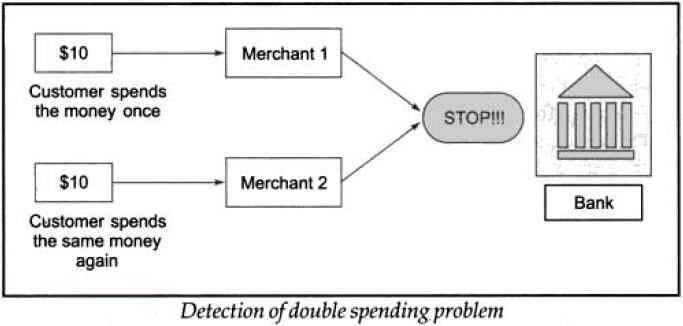 $10
Merchant 1
Customer spends
the money once
STOP!!!
$10
Merchant 2
Customer spends
the same money
again
Bank
Detection of double spending problem